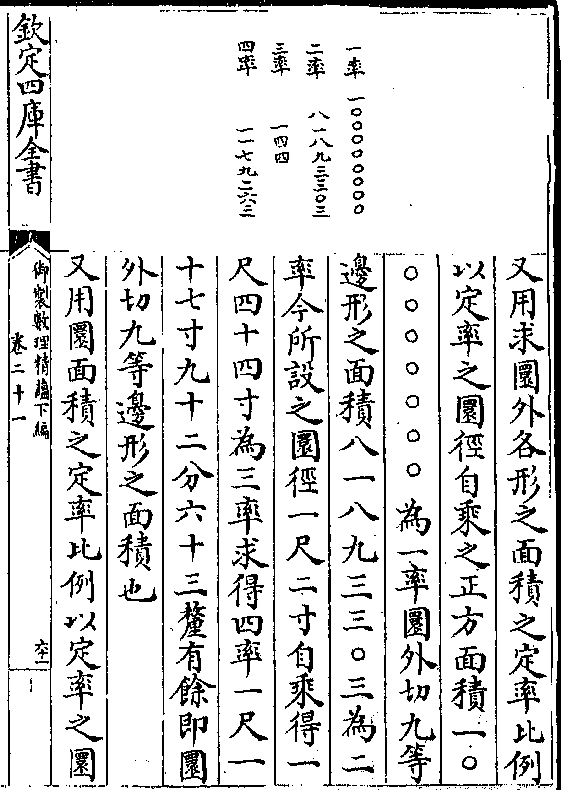 一率 一〇〇〇〇〇〇〇〇
二率 八一八九三三〇三
三率 一四四
四率 一一七九二六三
又用求圜外各形之面積之定率比例
以定率之圜徑自乘之正方面積一〇
〇〇〇〇〇〇〇為一率圜外切九等
邊形之面積八一八九三三〇三為二
率今所設之圜徑一尺二寸自乘得一
尺四十四寸為三率求得四率一尺一
十七寸九十二分六十三釐有餘即圜
外切九等邊形之面積也
又用圜面積之定率比例以定率之圜
欽定四庫全書
御製數理精蘊下編
卷二十一